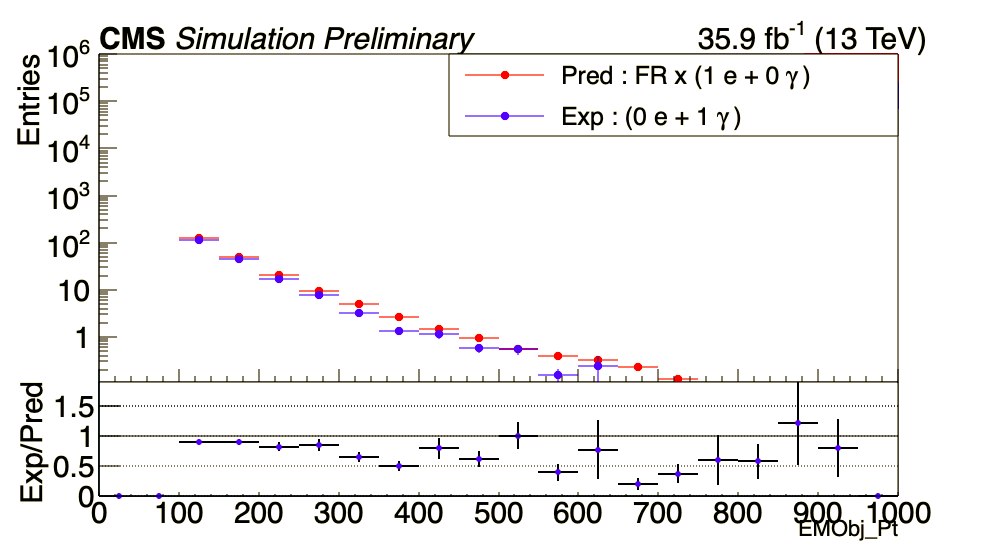 CMS Simulation Preliminary
35.9 fb⁻¹ (13 TeV)
Entries
10⁶
10⁵
10⁴
10³
10²
10
1
Pred : FR x (1 e + 0 γ)
Exp : (0 e + 1 γ)
Exp/Pred
1.5
1
0.5
0
0 100 200 300 400 500 600 700 800 900 1000
EMObj_Pt